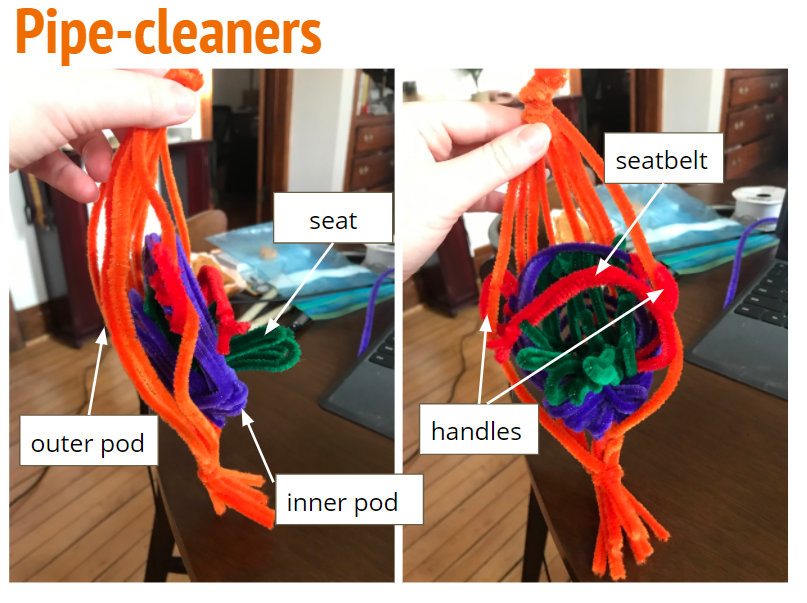 Pipe-cleaners
seat
outer pod
inner pod
seatbelt
handles